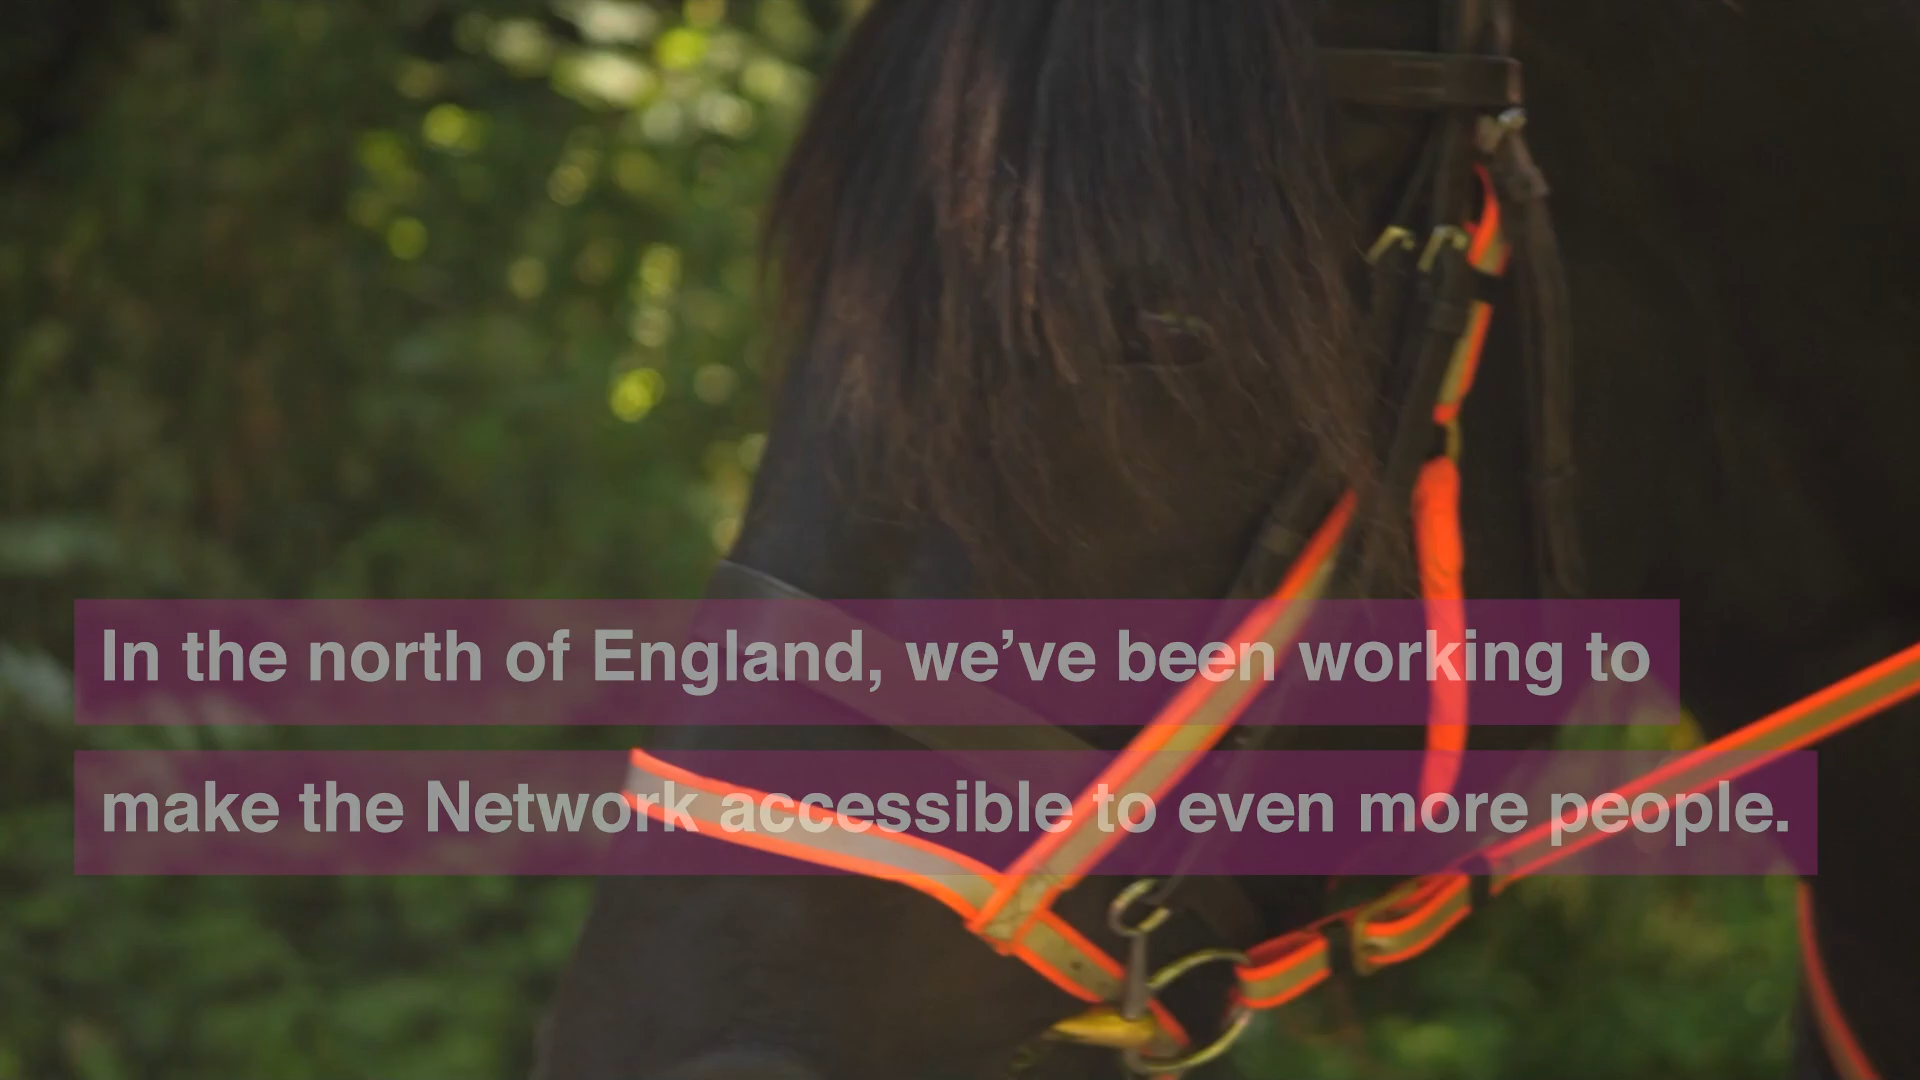 In the north of England, we’ve been working to
make the Network accessible to even more people.